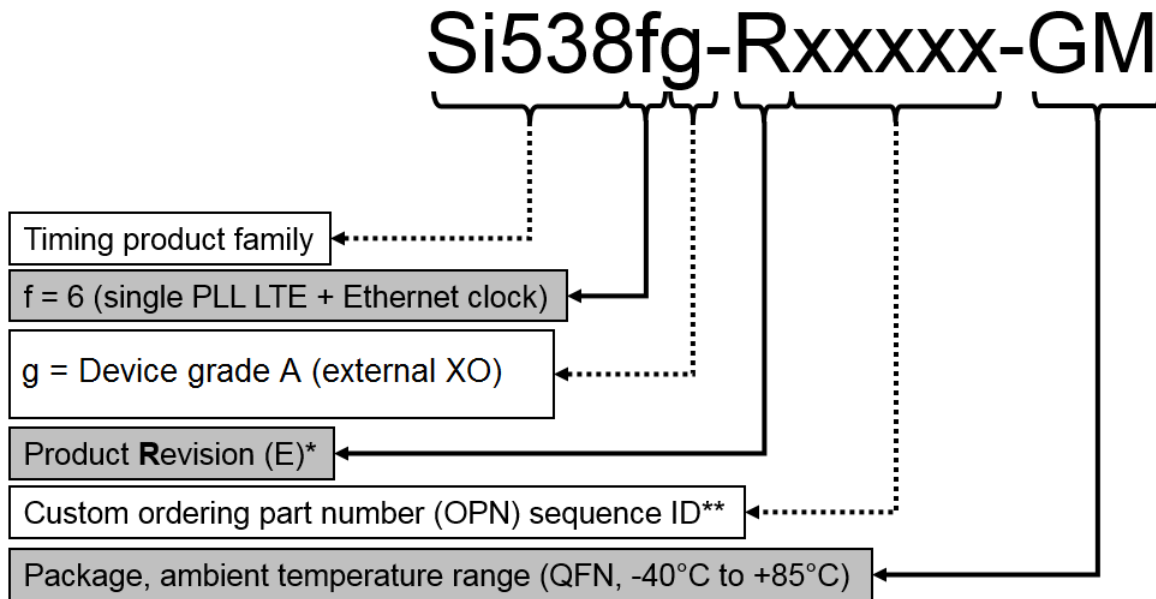 Si538fg-Rxxxxx-GM
Timing product family
f = 6 (single PLL LTE + Ethernet clock)
g = Device grade A (external XO)
Product Revision (E)*
Custom ordering part number (OPN) sequence ID**
Package, ambient temperature range (QFN, -40°C to +85°C)